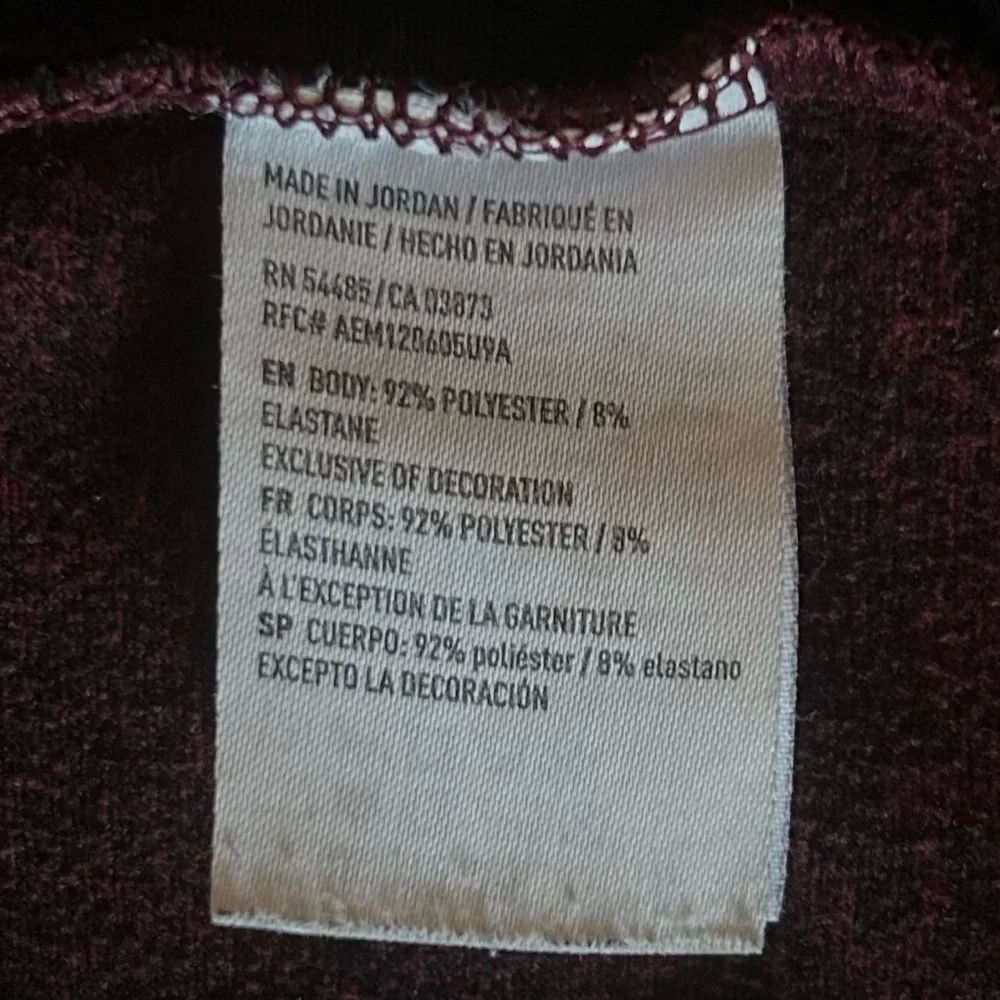 MADE IN JORDAN / FABRIQUÉ EN
JORDANIE / HECHO EN JORDANIA
RN 54485/CA 03873
RFC# AEM120605U9A
EN BODY: 92% POLYESTER / 8%
ELASTANE
EXCLUSIVE OF DECORATION
FR CORPS: 92% POLYESTER / 8%
ÉLASTHANNE
À L'EXCEPTION DE LA GARNITURE
SP CUERPO: 92% poliéster / 8% elastano
EXCEPTO LA DECORACIÓN